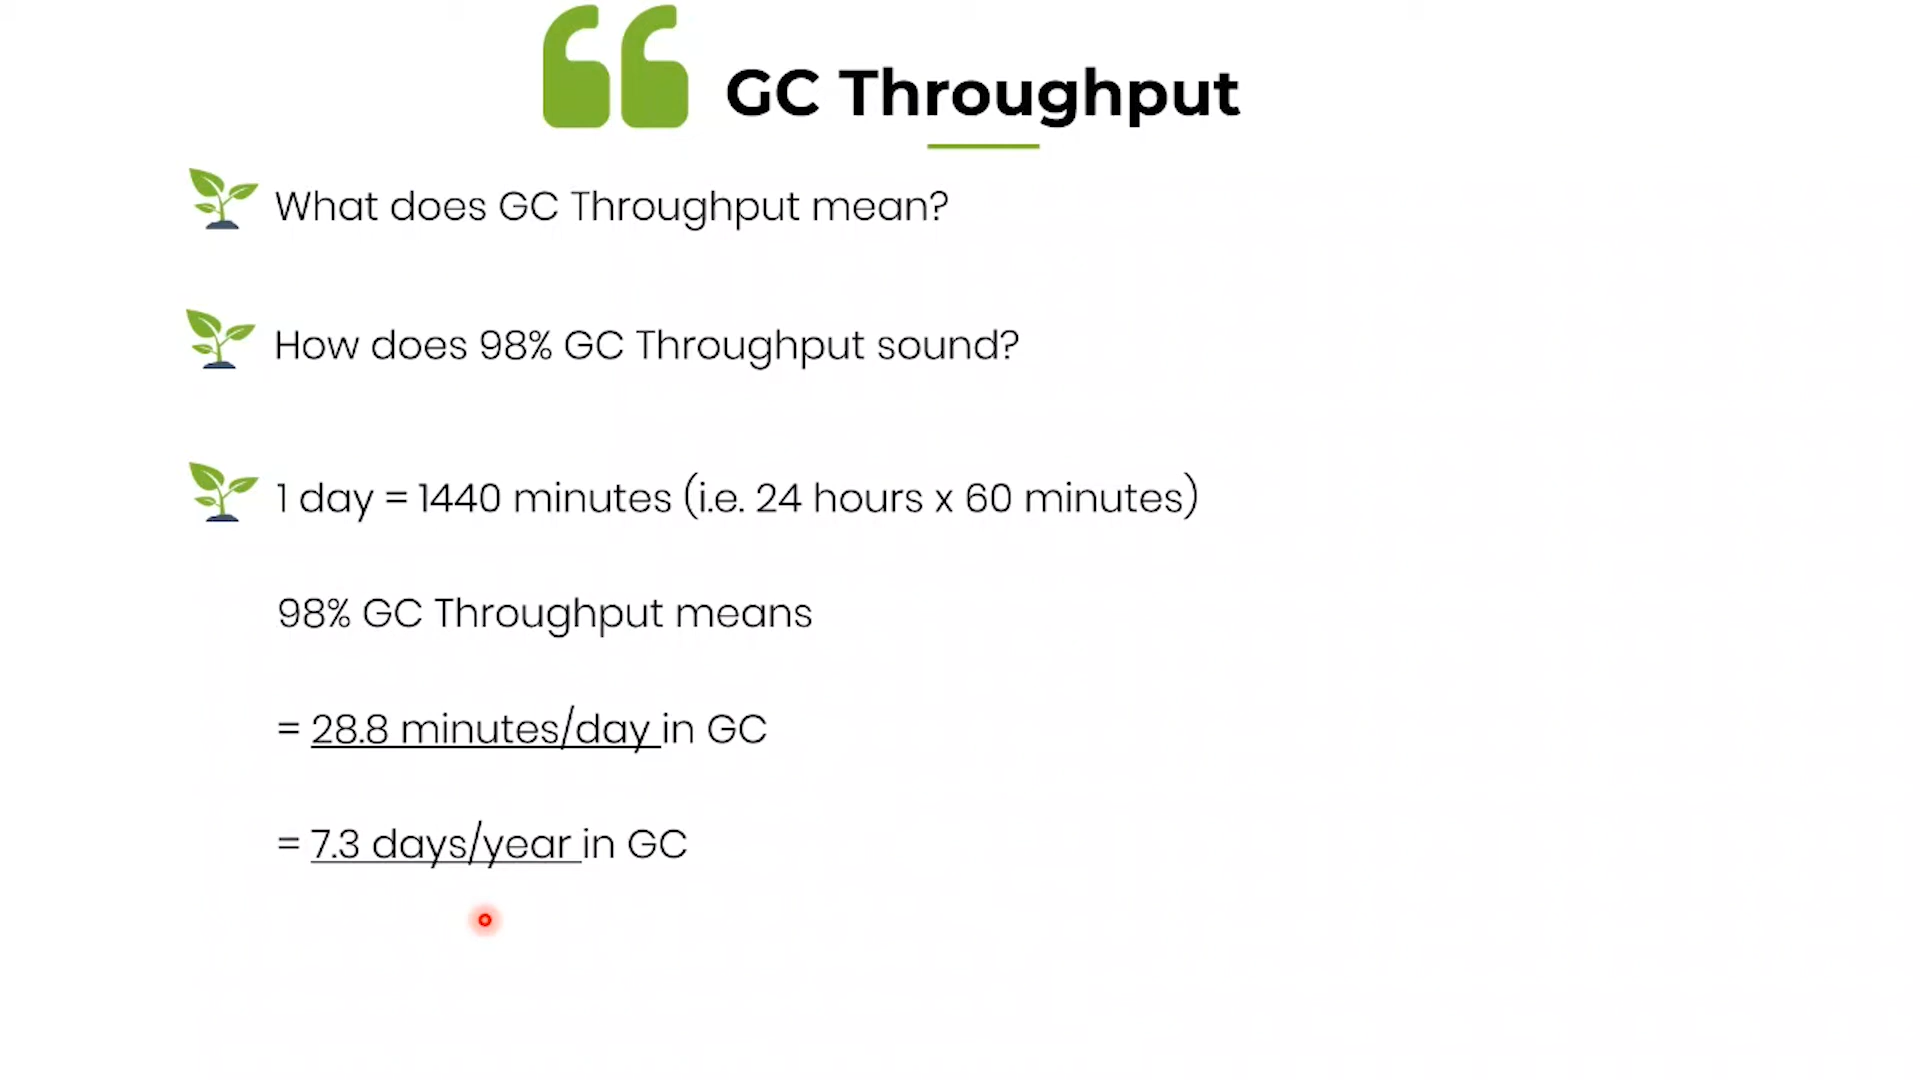 GC Throughput
What does GC Throughput mean?
How does 98% GC Throughput sound?
1 day = 1440 minutes (i.e. 24 hours x 60 minutes)
98% GC Throughput means
= 28.8 minutes/day in GC
= 7.3 days/year in GC